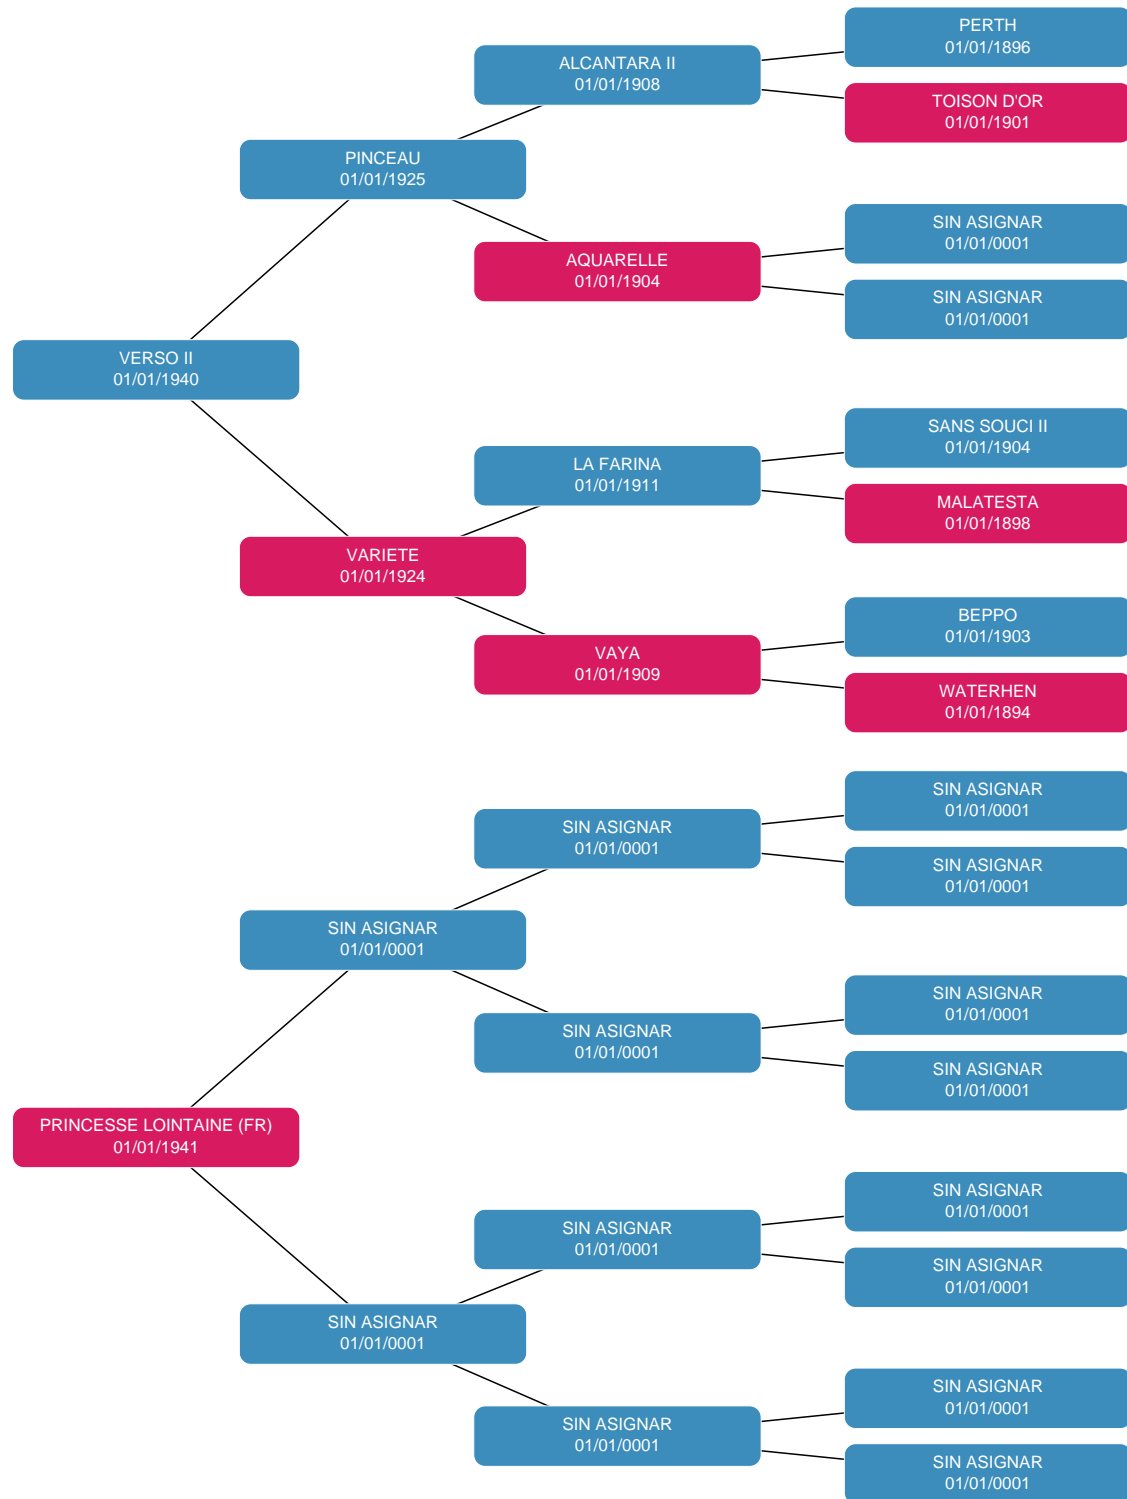 PERTH
01/01/1896
ALCANTARA II
01/01/1908
TOISON D'OR
01/01/1901
PINCEAU
01/01/1925
SIN ASIGNAR
01/01/0001
AQUARELLE
01/01/1904
SIN ASIGNAR
01/01/0001
VERSO II
01/01/1940
SANS SOUCI II
01/01/1904
LA FARINA
01/01/1911
MALATESTA
01/01/1898
VARIETE
01/01/1924
BEPPO
01/01/1903
VAYA
01/01/1909
WATERHEN
01/01/1894
SIN ASIGNAR
01/01/0001
SIN ASIGNAR
01/01/0001
SIN ASIGNAR
01/01/0001
SIN ASIGNAR
01/01/0001
SIN ASIGNAR
01/01/0001
SIN ASIGNAR
01/01/0001
SIN ASIGNAR
01/01/0001
PRINCESSE LOINTAINE (FR)
01/01/1941
SIN ASIGNAR
01/01/0001
SIN ASIGNAR
01/01/0001
SIN ASIGNAR
01/01/0001
SIN ASIGNAR
01/01/0001
SIN ASIGNAR
01/01/0001
SIN ASIGNAR
01/01/0001
SIN ASIGNAR
01/01/0001